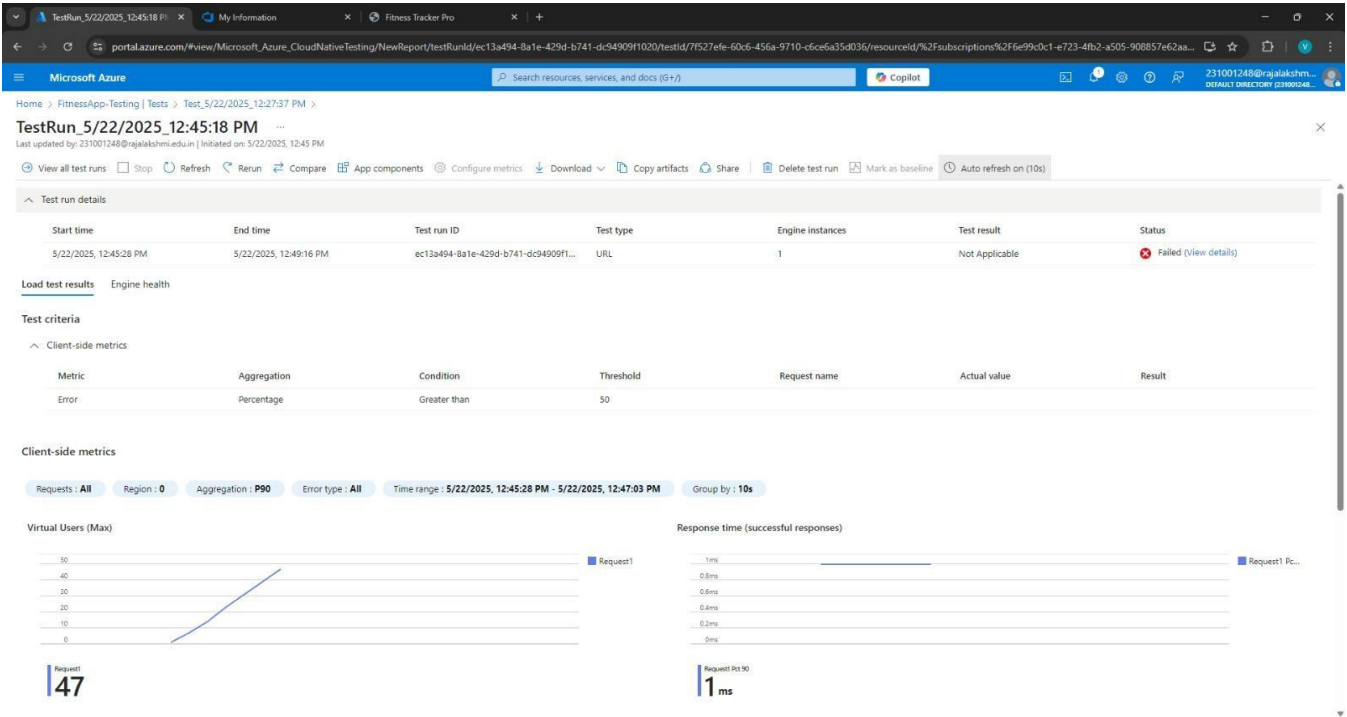 TestRun_5/22/2025_12:45:18 PM
My Information
Fitness Tracker Pro
portal.azure.com/#view/Microsoft_Azure_CloudNativeTesting/NewReport/testRunId/ec13a494-8a1e-429d-b741-dc94909f1020/testId/7f527efe-60c6-456a-9710-c6ce6a35d036/resourceId/%2Fsubscriptions%2F6e99c0c1-e723-4fb2-a505-908857e62aa...
V
Microsoft Azure
Search resources, services, and docs (G+/)
Copilot
1
231001248@rajalakshm...
DEFAULT DIRECTORY (231001248...
Home > FitnessApp-Testing | Tests > Test_5/22/2025_12:27:37 PM >
TestRun_5/22/2025_12:45:18 PM ...
Last updated by: 231001248@rajalakshmi.edu.in | Initiated on: 5/22/2025, 12:45 PM
View all test runs Stop Refresh Rerun Compare App components Configure metrics Download Copy artifacts Share Delete test run Mark as baseline Auto refresh on (10s)
Test run details
Start time End time Test run ID Test type Engine instances Test result Status
5/22/2025, 12:45:28 PM 5/22/2025, 12:49:16 PM ec13a494-8a1e-429d-b741-dc94909f1... URL 1 Not Applicable Failed (View details)
Load test results Engine health
Test criteria
Client-side metrics
Metric Aggregation Condition Threshold Request name Actual value Result
Error Percentage Greater than 50
Client-side metrics
Requests : All Region : 0 Aggregation : P90 Error type : All Time range : 5/22/2025, 12:45:28 PM - 5/22/2025, 12:47:03 PM Group by : 10s
Virtual Users (Max)
50
40
30
20
10
0
Request1
Request1
47
Response time (successful responses)
1ms
0.8ms
0.6ms
0.4ms
0.2ms
0ms
Request1 Pc...
Request1 Pct 90
1 ms